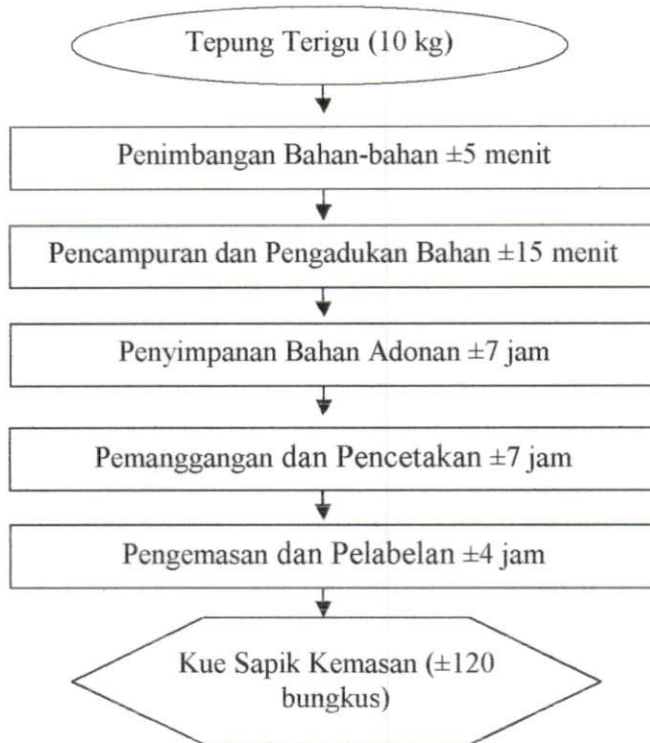 Tepung Terigu (10 kg)
Penimbangan Bahan-bahan ±5 menit
Pencampuran dan Pengadukan Bahan ±15 menit
Penyimpanan Bahan Adonan ±7 jam
Pemanggangan dan Pencetakan ±7 jam
Pengemasan dan Pelabelan ±4 jam
Kue Sapik Kemasan (±120
bungkus)